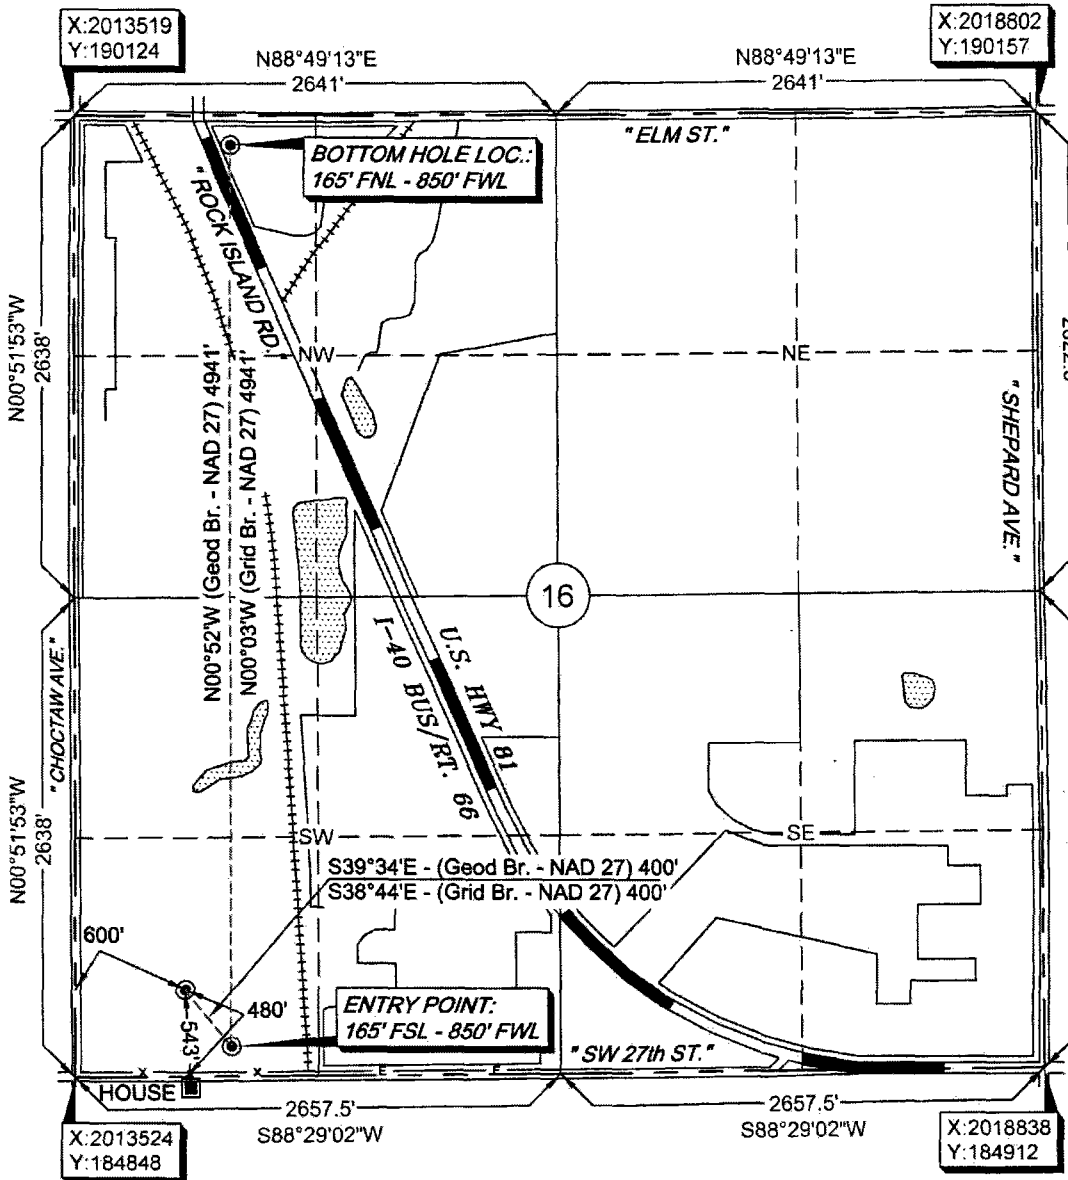 X:2013519
Y:190124
X:2018802
Y:190157
N88°49'13"E
2641'
N88°49'13"E
2641'
"ELM ST."
BOTTOM HOLE LOC.:
165' FNL - 850' FWL
"ROCK ISLAND RD."
N00°51'53"W
2638'
NW
NE
N00°52'W (Geod Br. - NAD 27) 4941'
N00°03'W (Grid Br. - NAD 27) 4941'
"SHEPARD AVE."
16
"CHOCTAW AVE."
U.S. HWY 81
I-40 BUS/RT. 66
N00°51'53"W
2638'
SW
SE
S39°34'E - (Geod Br. - NAD 27) 400'
S38°44'E - (Grid Br. - NAD 27) 400'
600'
480'
543'
ENTRY POINT:
165' FSL - 850' FWL
"SW 27th ST."
x
x
E
E
HOUSE
2657.5'
S88°29'02"W
2657.5'
S88°29'02"W
X:2013524
Y:184848
X:2018838
Y:184912